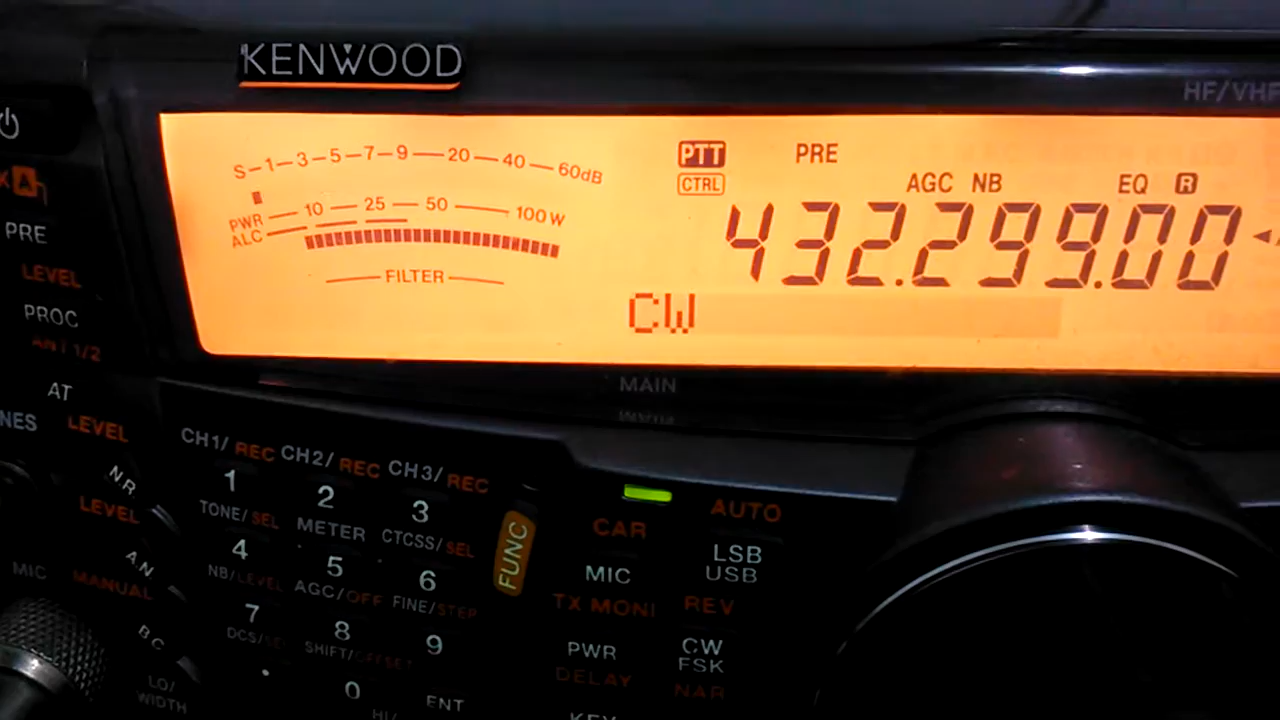 KENWOOD
HF/VHF
S-1-3-5-7-9-20-40-60dB
PWR 10 25 50 100W
ALC
FILTER
PTT PRE
CTRL AGC NB EQ R
432.299.00
CW
MAIN
A
PRE
LEVEL
PROC
AT
LEVEL
NR
LEVEL
AN
MIC MANUAL
BC
LO/
WIDTH
CH1/REC CH2/REC CH3/REC
1 2 3
TONE/SEL METER CTCSS/SEL
4 5 6
NB/LEVEL AGC/OFF FINE/STEP
7 8 9
DCS/SEL SHIFT/OFFSET
. 0 ENT
FUNC
CAR AUTO
MIC LSB
USB
TX MONI REV
PWR CW
FSK
DELAY NAR
KEY